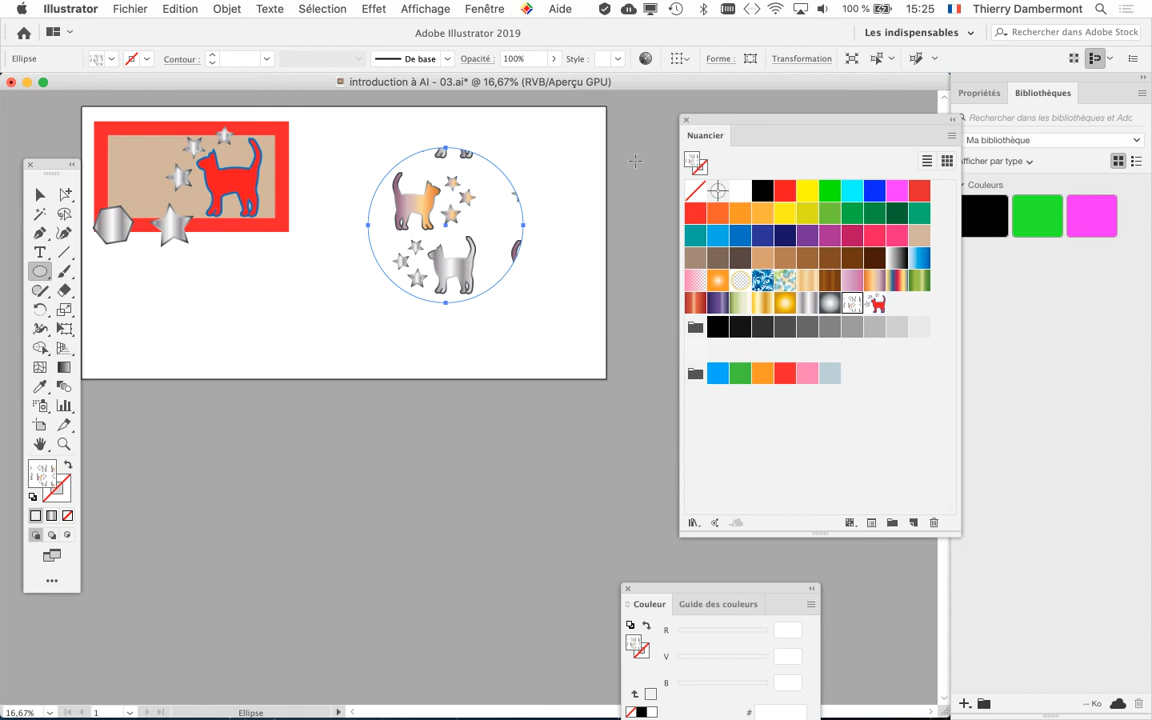 Illustrator Fichier Edition Objet Texte Sélection Effet Affichage Fenêtre Aide 100 % 15:25 Thierry Dambermont
Adobe Illustrator 2019 Les indispensables Rechercher dans Adobe Stock
Ellipse Contour : De base Opacité : 100% Style : Forme : Transformation
introduction à AI - 03.ai* @ 16,67% (RVB/Aperçu GPU)
Propriétés Bibliothèques
Rechercher dans les bibliothèques et Adc
Nuancier
Ma bibliothèque
Afficher par type
Couleurs
T
Couleur Guide des couleurs
R
V
B
#
16,67% 1 Ellipse -- Ko